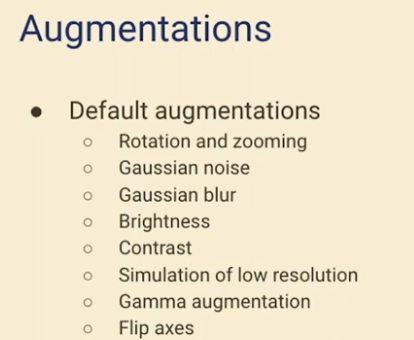 Augmentations
● Default augmentations
○ Rotation and zooming
○ Gaussian noise
○ Gaussian blur
○ Brightness
○ Contrast
○ Simulation of low resolution
○ Gamma augmentation
○ Flip axes